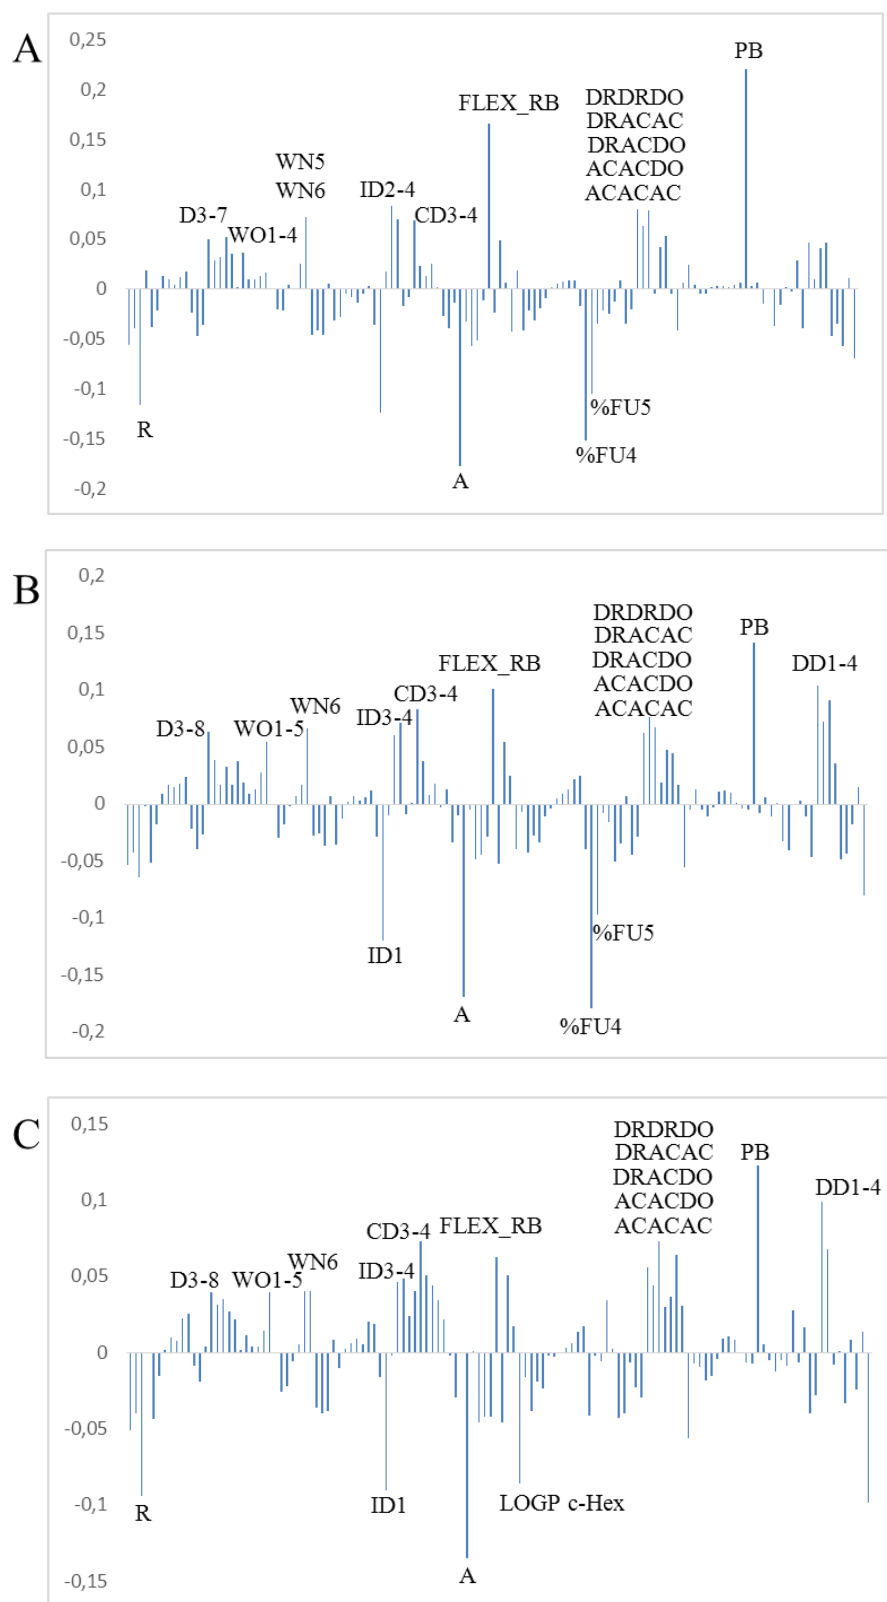 A
0,25
0,2
0,15
0,1
0,05
0
-0,05
-0,1
-0,15
-0,2
PB
DRDRDO
DRACAC
DRACDO
ACACDO
ACACAC
FLEX_RB
WN5
WN6
ID2-4
CD3-4
D3-7
WO1-4
R
%FU5
%FU4
A
B
0,2
0,15
0,1
0,05
0
-0,05
-0,1
-0,15
-0,2
DRDRDO
DRACAC
DRACDO
ACACDO
ACACAC
PB
DD1-4
FLEX_RB
CD3-4
ID3-4
WN6
D3-8
WO1-5
ID1
%FU5
A
%FU4
C
0,15
0,1
0,05
0
-0,05
-0,1
-0,15
DRDRDO
DRACAC
DRACDO
ACACDO
ACACAC
PB
DD1-4
CD3-4
FLEX_RB
ID3-4
WN6
D3-8
WO1-5
R
ID1
LOGP c-Hex
A